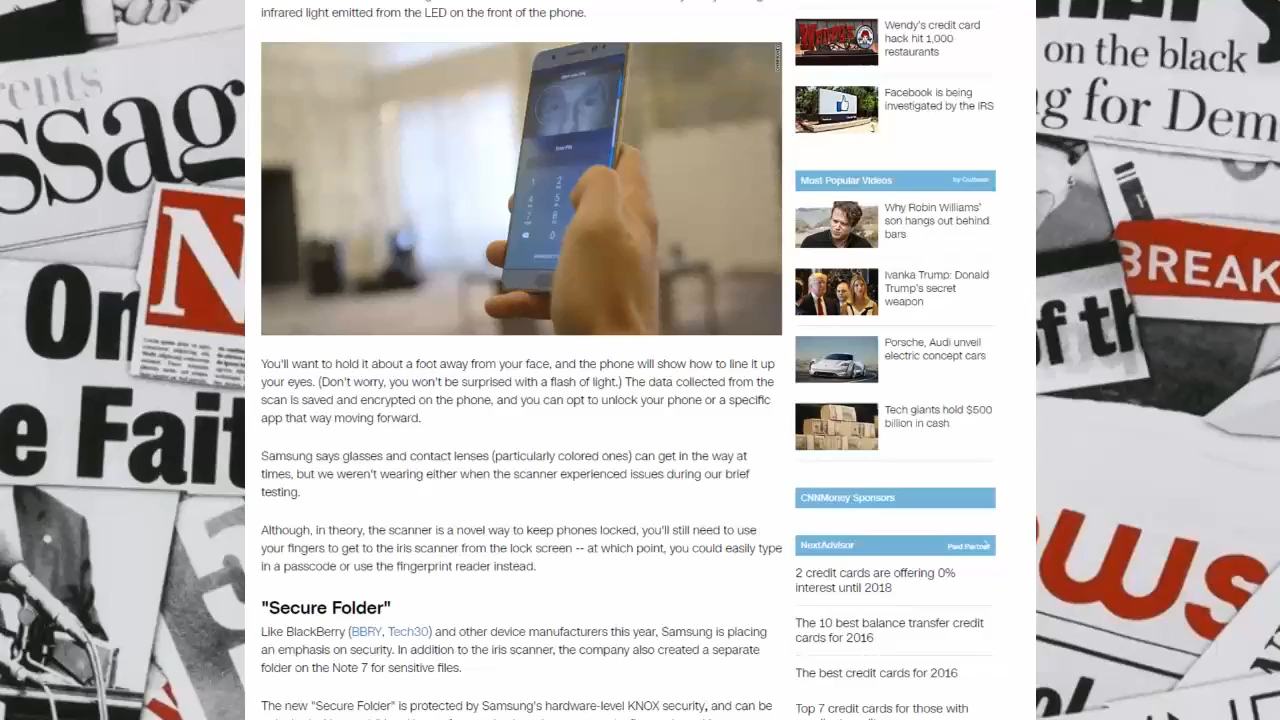 infrared light emitted from the LED on the front of the phone.
You'll want to hold it about a foot away from your face, and the phone will show how to line it up
your eyes. (Don't worry, you won't be surprised with a flash of light.) The data collected from the
scan is saved and encrypted on the phone, and you can opt to unlock your phone or a specific
app that way moving forward.
Samsung says glasses and contact lenses (particularly colored ones) can get in the way at
times, but we weren't wearing either when the scanner experienced issues during our brief
testing.
Although, in theory, the scanner is a novel way to keep phones locked, you'll still need to use
your fingers to get to the iris scanner from the lock screen -- at which point, you could easily type
in a passcode or use the fingerprint reader instead.
"Secure Folder"
Like BlackBerry (BBRY, Tech30) and other device manufacturers this year, Samsung is placing
an emphasis on security. In addition to the iris scanner, the company also created a separate
folder on the Note 7 for sensitive files.
The new "Secure Folder" is protected by Samsung's hardware-level KNOX security, and can be
Wendy's credit card
hack hit 1,000
restaurants
Facebook is being
investigated by the IRS
Most Popular Videos
by Outbrain
Why Robin Williams'
son hangs out behind
bars
Ivanka Trump: Donald
Trump's secret
weapon
Porsche, Audi unveil
electric concept cars
Tech giants hold $500
billion in cash
CNNMoney Sponsors
NextAdvisor
Paid Partner
2 credit cards are offering 0%
interest until 2018
The 10 best balance transfer credit
cards for 2016
The best credit cards for 2016
Top 7 credit cards for those with
ssag
On
N
e Fait
on the black
g for Dem
BREAK
f th
ws